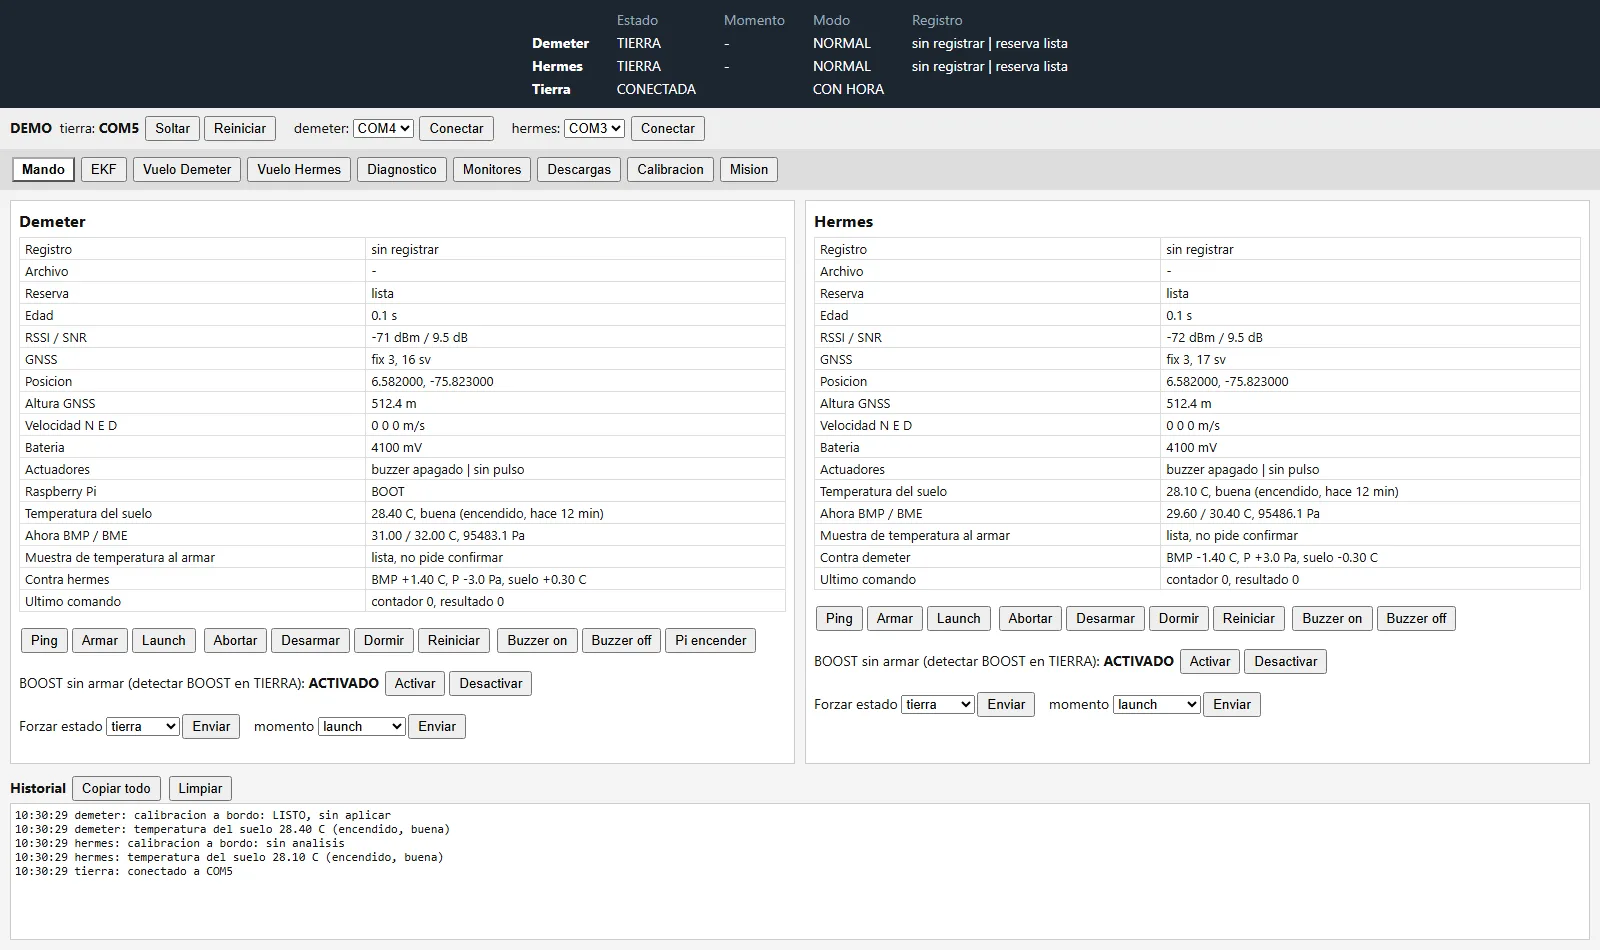 Estado Momento Modo Registro
Demeter TIERRA - NORMAL sin registrar | reserva lista
Hermes TIERRA - NORMAL sin registrar | reserva lista
Tierra CONECTADA CON HORA
DEMO tierra: COM5 Soltar Reiniciar demeter: COM4 Conectar hermes: COM3 Conectar
Mando EKF Vuelo Demeter Vuelo Hermes Diagnostico Monitores Descargas Calibracion Mision
Demeter
Registro sin registrar
Archivo -
Reserva lista
Edad 0.1 s
RSSI / SNR -71 dBm / 9.5 dB
GNSS fix 3, 16 sv
Posicion 6.582000, -75.823000
Altura GNSS 512.4 m
Velocidad N E D 0 0 0 m/s
Bateria 4100 mV
Actuadores buzzer apagado | sin pulso
Raspberry Pi BOOT
Temperatura del suelo 28.40 C, buena (encendido, hace 12 min)
Ahora BMP / BME 31.00 / 32.00 C, 95483.1 Pa
Muestra de temperatura al armar lista, no pide confirmar
Contra hermes BMP +1.40 C, P -3.0 Pa, suelo +0.30 C
Ultimo comando contador 0, resultado 0
Ping Armar Launch Abortar Desarmar Dormir Reiniciar Buzzer on Buzzer off Pi encender
BOOST sin armar (detectar BOOST en TIERRA): ACTIVADO Activar Desactivar
Forzar estado tierra Enviar momento launch Enviar
Hermes
Registro sin registrar
Archivo -
Reserva lista
Edad 0.1 s
RSSI / SNR -72 dBm / 9.5 dB
GNSS fix 3, 17 sv
Posicion 6.582000, -75.823000
Altura GNSS 512.4 m
Velocidad N E D 0 0 0 m/s
Bateria 4100 mV
Actuadores buzzer apagado | sin pulso
Temperatura del suelo 28.10 C, buena (encendido, hace 12 min)
Ahora BMP / BME 29.60 / 30.40 C, 95486.1 Pa
Muestra de temperatura al armar lista, no pide confirmar
Contra demeter BMP -1.40 C, P +3.0 Pa, suelo -0.30 C
Ultimo comando contador 0, resultado 0
Ping Armar Launch Abortar Desarmar Dormir Reiniciar Buzzer on Buzzer off
BOOST sin armar (detectar BOOST en TIERRA): ACTIVADO Activar Desactivar
Forzar estado tierra Enviar momento launch Enviar
Historial Copiar todo Limpiar
10:30:29 demeter: calibracion a bordo: LISTO, sin aplicar
10:30:29 demeter: temperatura del suelo 28.40 C (encendido, buena)
10:30:29 hermes: calibracion a bordo: sin analisis
10:30:29 hermes: temperatura del suelo 28.10 C (encendido, buena)
10:30:29 tierra: conectado a COM5